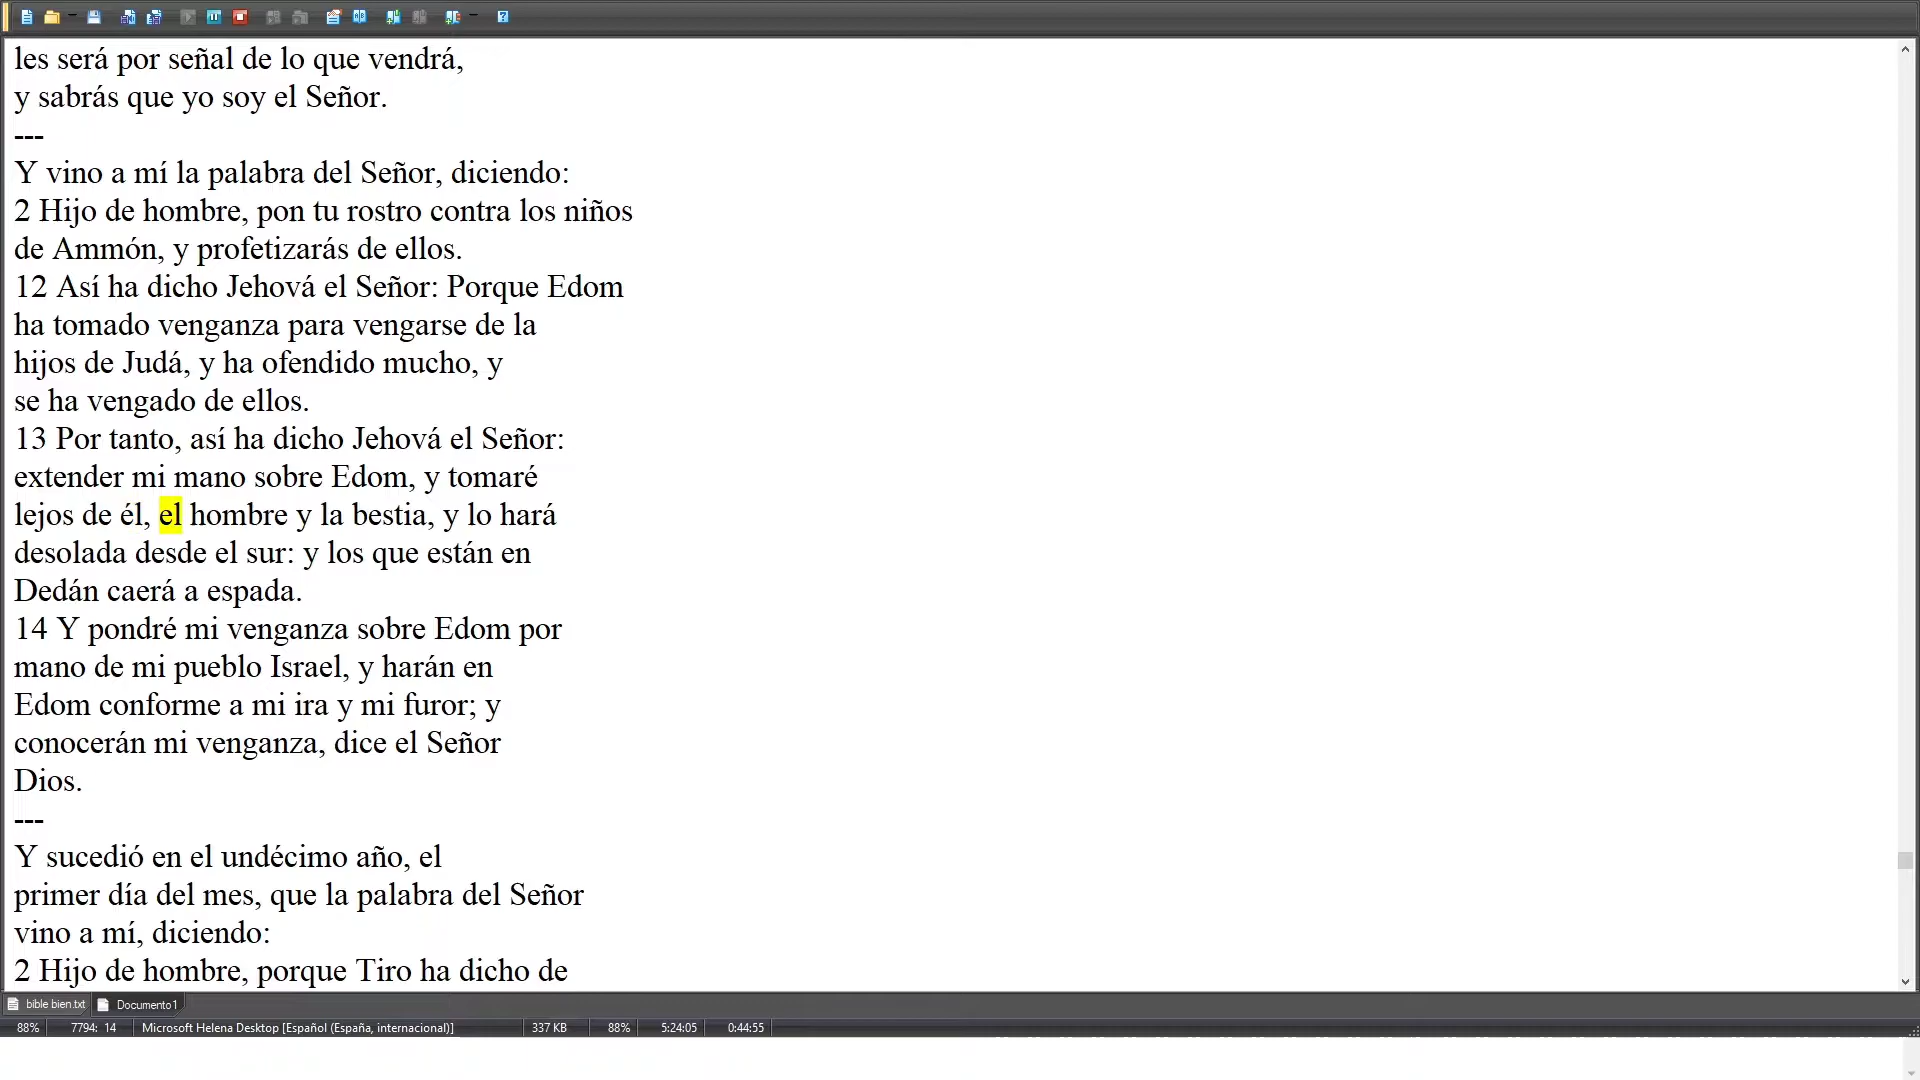 les será por señal de lo que vendrá,
y sabrás que yo soy el Señor.
---
Y vino a mí la palabra del Señor, diciendo:
2 Hijo de hombre, pon tu rostro contra los niños
de Ammón, y profetizarás de ellos.
12 Así ha dicho Jehová el Señor: Porque Edom
ha tomado venganza para vengarse de la
hijos de Judá, y ha ofendido mucho, y
se ha vengado de ellos.
13 Por tanto, así ha dicho Jehová el Señor:
extender mi mano sobre Edom, y tomaré
lejos de él, el hombre y la bestia, y lo hará
desolada desde el sur: y los que están en
Dedán caerá a espada.
14 Y pondré mi venganza sobre Edom por
mano de mi pueblo Israel, y harán en
Edom conforme a mi ira y mi furor; y
conocerán mi venganza, dice el Señor
Dios.
---
Y sucedió en el undécimo año, el
primer día del mes, que la palabra del Señor
vino a mí, diciendo:
2 Hijo de hombre, porque Tiro ha dicho de
bible bien.txt Documento1
88% 7794: 14 Microsoft Helena Desktop [Español (España, internacional)] 337 KB 88% 5:24:05 0:44:55